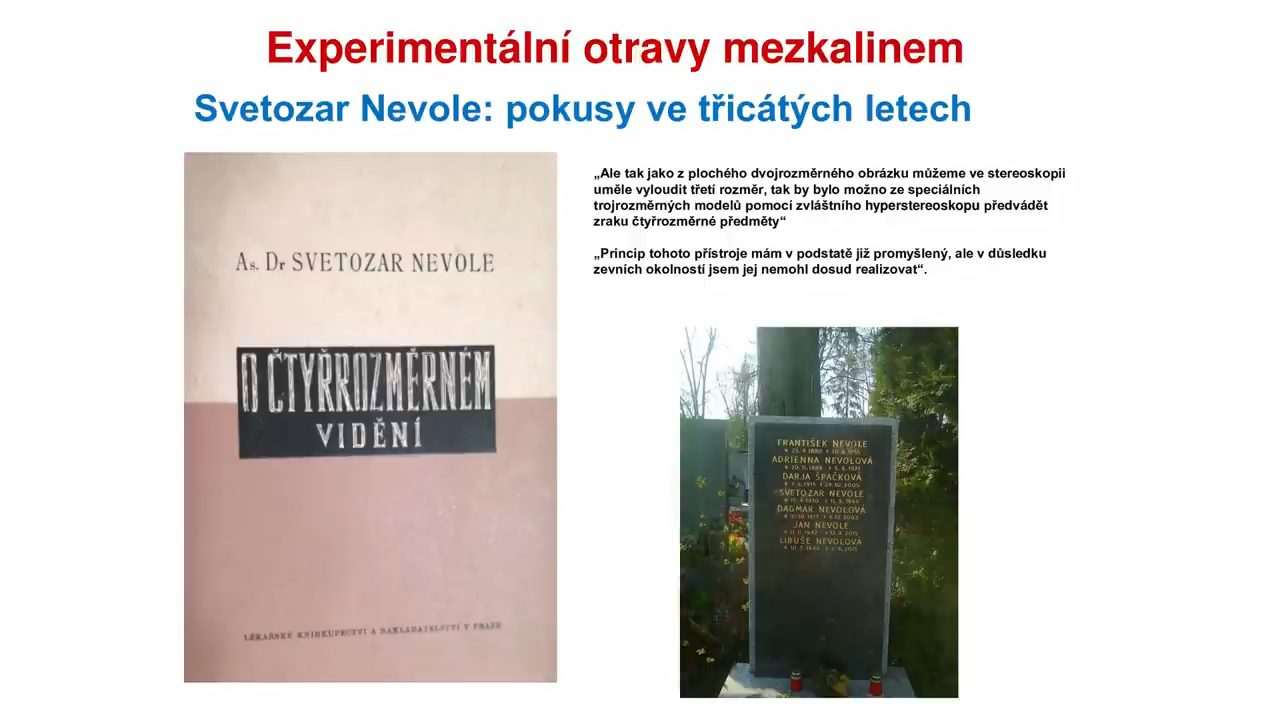 Experimentální otravy mezkalinem
Svetozar Nevole: pokusy ve třicátých letech
As. Dr SVETOZAR NEVOLE
O ČTYŘROZMĚRNÉM
VIDĚNÍ
LÉKAŘSKÉ KNIHKUPECTVÍ A NAKLADATELSTVÍ V PRAZE
„Ale tak jako z plochého dvojrozměrného obrázku můžeme ve stereoskopii
uměle vyloudit třetí rozměr, tak by bylo možno ze speciálních
trojrozměrných modelů pomocí zvláštního hyperstereoskopu předvádět
zraku čtyřrozměrné předměty“
„Princip tohoto přístroje mám v podstatě již promyšlený, ale v důsledku
zevních okolností jsem jej nemohl dosud realizovat“.
FRANTIŠEK NEVOLE
ADRIENNA NEVOLOVÁ
DARJA ŠPAČKOVÁ
SVETOZAR NEVOLE
DAGMAR NEVOLOVÁ
JAN NEVOLE
LIBUŠE NEVOLOVÁ